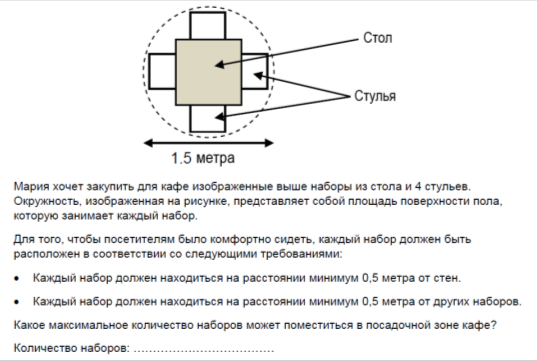 Стол
Стулья
1.5 метра
Мария хочет закупить для кафе изображенные выше наборы из стола и 4 стульев.
Окружность, изображенная на рисунке, представляет собой площадь поверхности пола,
которую занимает каждый набор.
Для того, чтобы посетителям было комфортно сидеть, каждый набор должен быть
расположен в соответствии со следующими требованиями:
• Каждый набор должен находиться на расстоянии минимум 0,5 метра от стен.
• Каждый набор должен находиться на расстоянии минимум 0,5 метра от других наборов.
Какое максимальное количество наборов может поместиться в посадочной зоне кафе?
Количество наборов: ………………………………